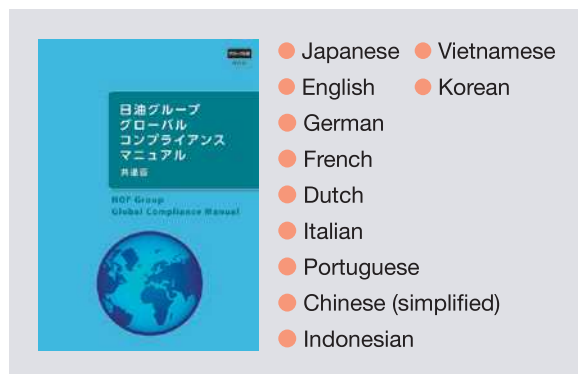 日油グループ
グローバル
コンプライアンス
マニュアル
共通版
NOF Group
Global Compliance Manual
Japanese
English
German
French
Dutch
Italian
Portuguese
Chinese (simplified)
Indonesian
Vietnamese
Korean